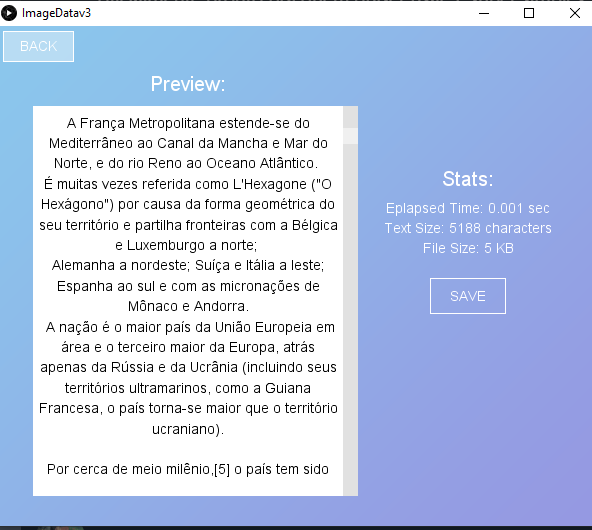 ImageDatav3
BACK
Preview:
A França Metropolitana estende-se do
Mediterrâneo ao Canal da Mancha e Mar do
Norte, e do rio Reno ao Oceano Atlântico.
É muitas vezes referida como L'Hexagone ("O
Hexágono") por causa da forma geométrica do
seu território e partilha fronteiras com a Bélgica
e Luxemburgo a norte;
Alemanha a nordeste; Suíça e Itália a leste;
Espanha ao sul e com as micronações de
Mônaco e Andorra.
A nação é o maior país da União Europeia em
área e o terceiro maior da Europa, atrás
apenas da Rússia e da Ucrânia (incluindo seus
territórios ultramarinos, como a Guiana
Francesa, o país torna-se maior que o território
ucraniano).
Por cerca de meio milênio,[5] o país tem sido
Stats:
Eplapsed Time: 0.001 sec
Text Size: 5188 characters
File Size: 5 KB
SAVE